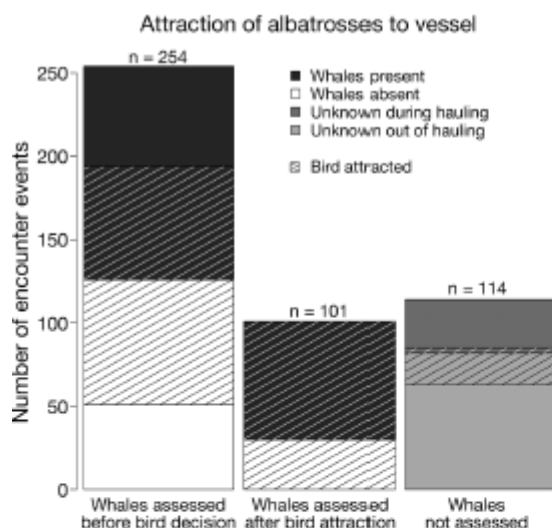 Attraction of albatrosses to vessel
n = 254
Whales present
Whales absent
Unknown during hauling
Unknown out of hauling
Bird attracted
n = 101
n = 114
Number of encounter events
250
200
150
100
50
0
Whales assessed
before bird decision
Whales assessed
after bird attraction
Whales
not assessed